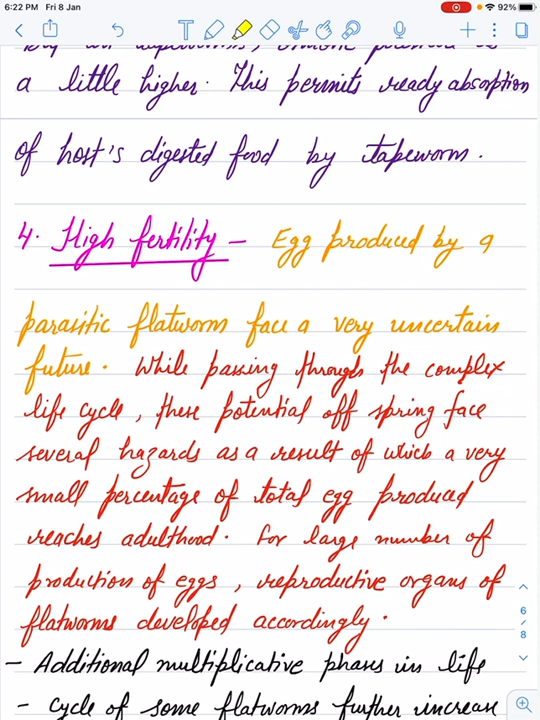 6:22 PM Fri 8 Jan
92%
a little higher. This permits ready absorption
of host's digested food by tapeworm.
4. High fertility - Egg produced by a
parasitic flatworm face a very uncertain
future. While passing through the complex
life cycle, these potential off spring face
several hazards as a result of which a very
small percentage of total egg produced
reaches adulthood. For large number of
production of eggs, reproductive organs of
flatworms developed accordingly.
- Additional multiplicative phases in life
- cycle of some flatworms further increase
6
/
8